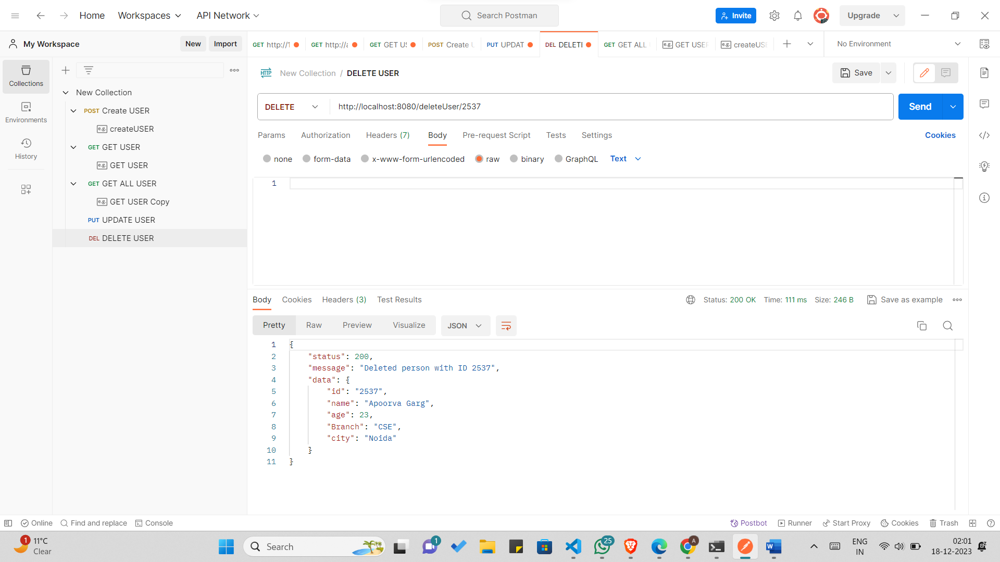 Home
Workspaces
API Network
Search Postman
Invite
Upgrade
My Workspace
New
Import
GET http://1
GET http://a
GET GET US
POST Create U
PUT UPDAT
DEL DELETE
GET GET ALL
e.g. GET USER
e.g. createUSE
No Environment
Collections
Environments
History
New Collection
POST Create USER
e.g. createUSER
GET GET USER
e.g. GET USER
GET GET ALL USER
e.g. GET USER Copy
PUT UPDATE USER
DEL DELETE USER
HTTP New Collection / DELETE USER
Save
DELETE
http://localhost:8080/deleteUser/2537
Send
Params Authorization Headers (7) Body Pre-request Script Tests Settings
Cookies
none form-data x-www-form-urlencoded raw binary GraphQL Text
1
Body Cookies Headers (3) Test Results
Status: 200 OK Time: 111 ms Size: 246 B Save as example
Pretty Raw Preview Visualize JSON
1 {
2 "status": 200,
3 "message": "Deleted person with ID 2537",
4 "data": {
5 "id": "2537",
6 "name": "Apoorva Garg",
7 "age": 23,
8 "Branch": "CSE",
9 "city": "Noida"
10 }
11 }
Online Find and replace Console
Postbot Runner Start Proxy Cookies Trash
1
11°C
Clear
Search
1
25
A
ENG
IN
02:01
18-12-2023